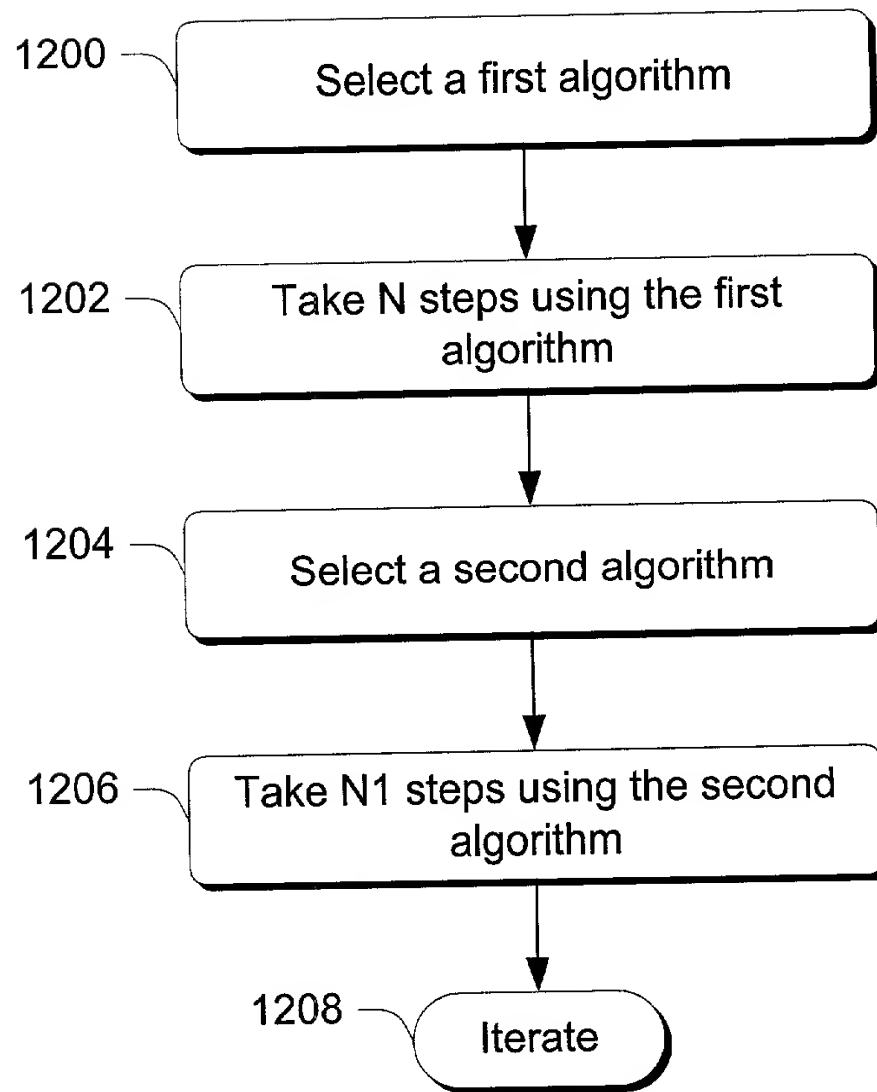 1200
Select a first algorithm
1202
Take N steps using the first
algorithm
1204
Select a second algorithm
1206
Take N1 steps using the second
algorithm
1208
Iterate